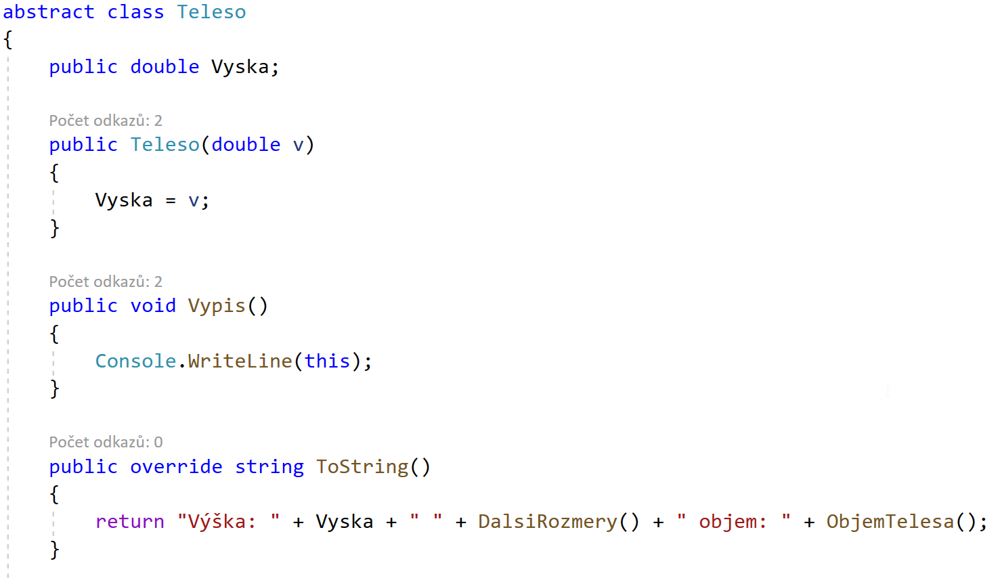 abstract class Teleso
{
    public double Vyska;
    Počet odkazů: 2
    public Teleso(double v)
    {
        Vyska = v;
    }
    Počet odkazů: 2
    public void Vypis()
    {
        Console.WriteLine(this);
    }
    Počet odkazů: 0
    public override string ToString()
    {
        return "Výška: " + Vyska + " " + DalsiRozmery() + " objem: " + ObjemTelesa();
    }